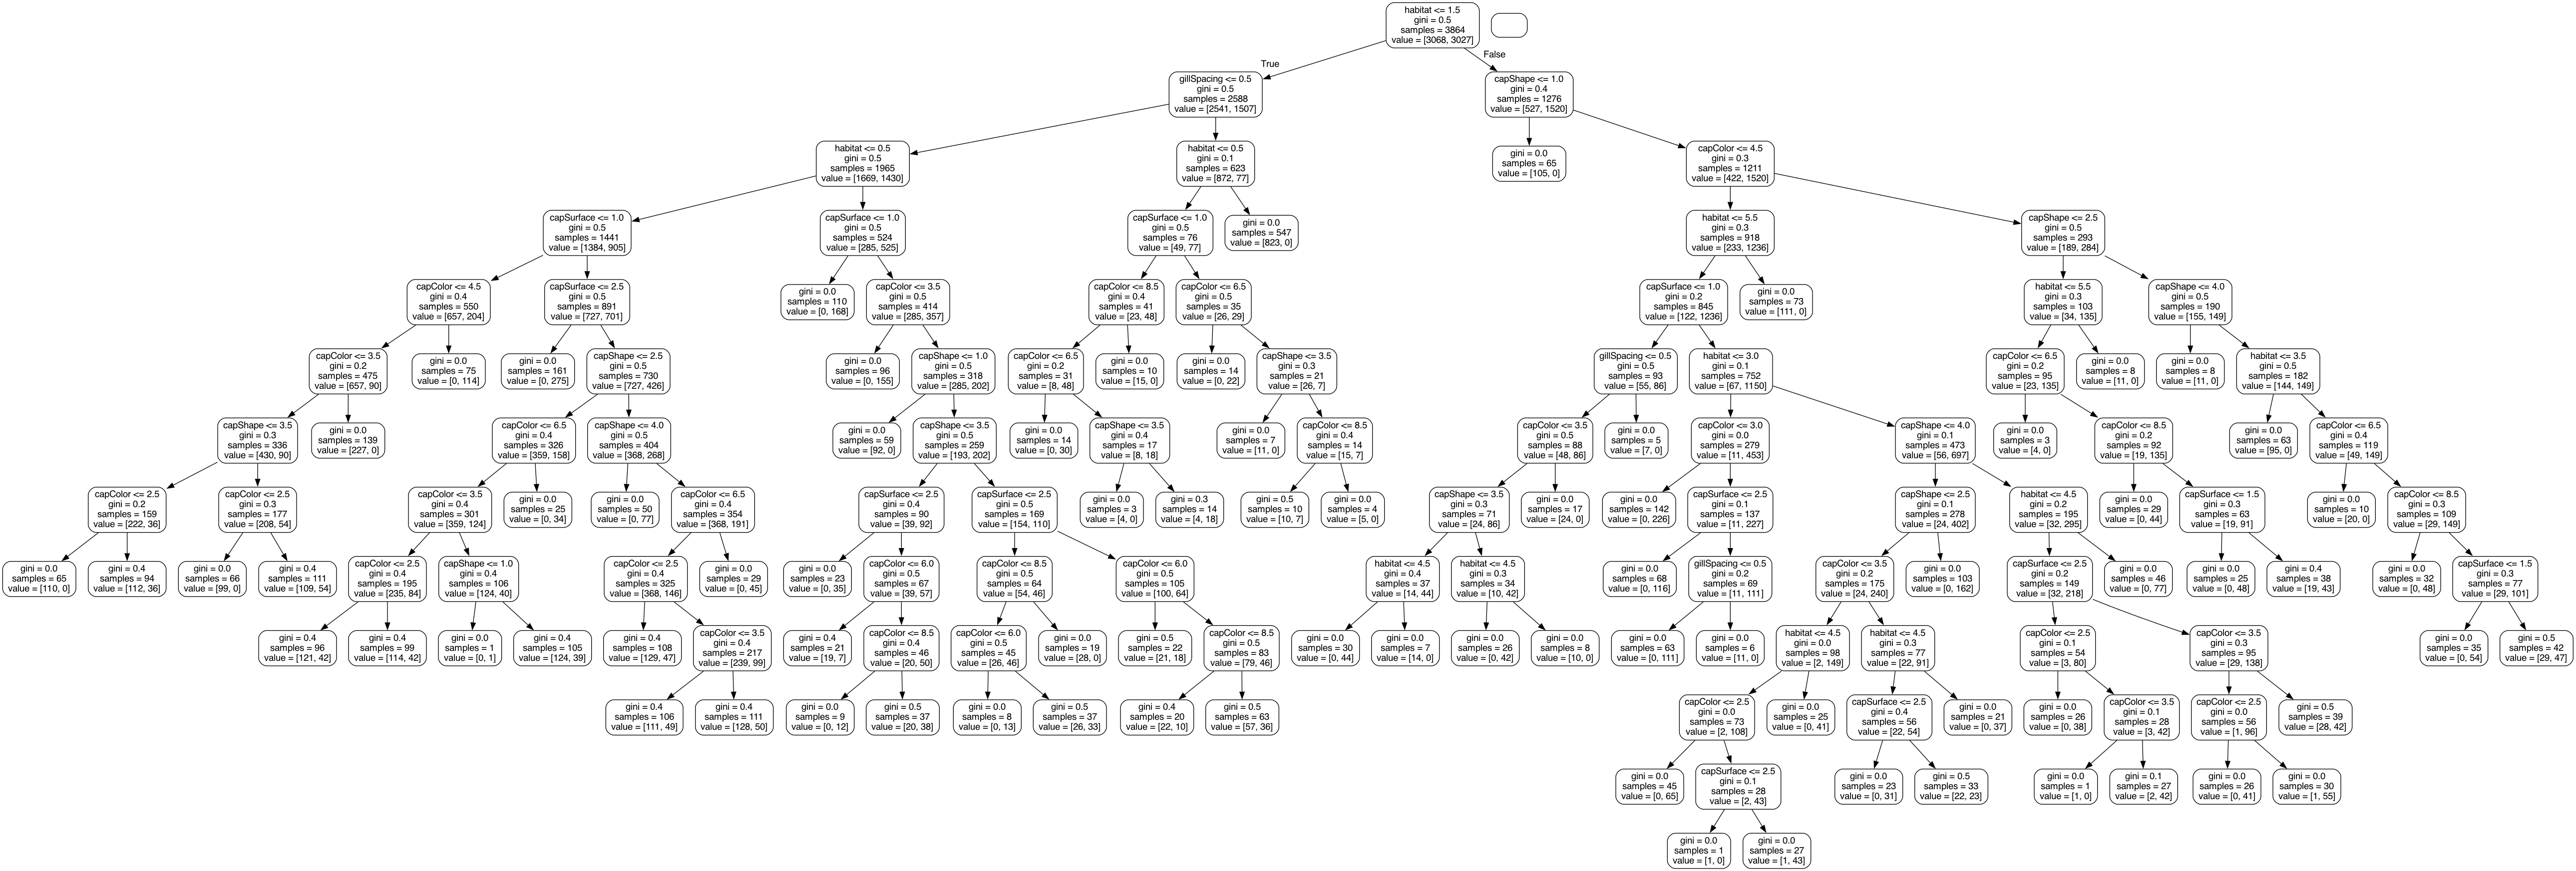 habitat <= 1.5
gini = 0.5
samples = 3864
value = [3068, 3027]
True
False
gillSpacing <= 0.5
gini = 0.5
samples = 2588
value = [2541, 1507]
capShape <= 1.0
gini = 0.4
samples = 1276
value = [527, 1520]
habitat <= 0.5
gini = 0.5
samples = 1965
value = [1669, 1430]
habitat <= 0.5
gini = 0.1
samples = 623
value = [872, 77]
gini = 0.0
samples = 65
value = [105, 0]
capColor <= 4.5
gini = 0.3
samples = 1211
value = [422, 1520]
capSurface <= 1.0
gini = 0.5
samples = 1441
value = [1384, 905]
capSurface <= 1.0
gini = 0.5
samples = 524
value = [285, 525]
capSurface <= 1.0
gini = 0.5
samples = 76
value = [49, 77]
gini = 0.0
samples = 547
value = [823, 0]
habitat <= 5.5
gini = 0.3
samples = 918
value = [233, 1236]
capShape <= 2.5
gini = 0.5
samples = 293
value = [189, 284]
capColor <= 4.5
gini = 0.4
samples = 550
value = [657, 204]
capSurface <= 2.5
gini = 0.5
samples = 891
value = [727, 701]
gini = 0.0
samples = 110
value = [0, 168]
capColor <= 3.5
gini = 0.5
samples = 414
value = [285, 357]
capColor <= 8.5
gini = 0.4
samples = 41
value = [23, 48]
capColor <= 6.5
gini = 0.5
samples = 35
value = [26, 29]
capSurface <= 1.0
gini = 0.2
samples = 845
value = [122, 1236]
gini = 0.0
samples = 73
value = [111, 0]
habitat <= 5.5
gini = 0.3
samples = 103
value = [34, 135]
capShape <= 4.0
gini = 0.5
samples = 190
value = [155, 149]
capColor <= 3.5
gini = 0.2
samples = 475
value = [657, 90]
gini = 0.0
samples = 75
value = [0, 114]
gini = 0.0
samples = 161
value = [0, 275]
capShape <= 2.5
gini = 0.5
samples = 730
value = [727, 426]
gini = 0.0
samples = 96
value = [0, 155]
capShape <= 1.0
gini = 0.5
samples = 318
value = [285, 202]
capColor <= 6.5
gini = 0.2
samples = 31
value = [8, 48]
gini = 0.0
samples = 10
value = [15, 0]
gini = 0.0
samples = 14
value = [0, 22]
capShape <= 3.5
gini = 0.3
samples = 21
value = [26, 7]
gillSpacing <= 0.5
gini = 0.5
samples = 93
value = [55, 86]
habitat <= 3.0
gini = 0.1
samples = 752
value = [67, 1150]
capColor <= 6.5
gini = 0.2
samples = 95
value = [23, 135]
gini = 0.0
samples = 8
value = [11, 0]
gini = 0.0
samples = 8
value = [11, 0]
habitat <= 3.5
gini = 0.5
samples = 182
value = [144, 149]
capShape <= 3.5
gini = 0.3
samples = 336
value = [430, 90]
gini = 0.0
samples = 139
value = [227, 0]
capColor <= 6.5
gini = 0.4
samples = 326
value = [359, 158]
capShape <= 4.0
gini = 0.5
samples = 404
value = [368, 268]
gini = 0.0
samples = 59
value = [92, 0]
capShape <= 3.5
gini = 0.5
samples = 259
value = [193, 202]
gini = 0.0
samples = 14
value = [0, 30]
capShape <= 3.5
gini = 0.4
samples = 17
value = [8, 18]
gini = 0.0
samples = 7
value = [11, 0]
capColor <= 8.5
gini = 0.4
samples = 14
value = [15, 7]
capColor <= 3.5
gini = 0.5
samples = 88
value = [48, 86]
gini = 0.0
samples = 5
value = [7, 0]
capColor <= 3.0
gini = 0.0
samples = 279
value = [11, 453]
capShape <= 4.0
gini = 0.1
samples = 473
value = [56, 697]
gini = 0.0
samples = 3
value = [4, 0]
capColor <= 8.5
gini = 0.2
samples = 92
value = [19, 135]
gini = 0.0
samples = 63
value = [95, 0]
capColor <= 6.5
gini = 0.4
samples = 119
value = [49, 149]
capColor <= 2.5
gini = 0.2
samples = 159
value = [222, 36]
capColor <= 2.5
gini = 0.3
samples = 177
value = [208, 54]
capColor <= 3.5
gini = 0.4
samples = 301
value = [359, 124]
gini = 0.0
samples = 25
value = [0, 34]
gini = 0.0
samples = 50
value = [0, 77]
capColor <= 6.5
gini = 0.4
samples = 354
value = [368, 191]
capSurface <= 2.5
gini = 0.4
samples = 90
value = [39, 92]
capSurface <= 2.5
gini = 0.5
samples = 169
value = [154, 110]
gini = 0.0
samples = 3
value = [4, 0]
gini = 0.3
samples = 14
value = [4, 18]
gini = 0.5
samples = 10
value = [10, 7]
gini = 0.0
samples = 4
value = [5, 0]
capShape <= 3.5
gini = 0.3
samples = 71
value = [24, 86]
gini = 0.0
samples = 17
value = [24, 0]
gini = 0.0
samples = 142
value = [0, 226]
capSurface <= 2.5
gini = 0.1
samples = 137
value = [11, 227]
capShape <= 2.5
gini = 0.1
samples = 278
value = [24, 402]
habitat <= 4.5
gini = 0.2
samples = 195
value = [32, 295]
gini = 0.0
samples = 29
value = [0, 44]
capSurface <= 1.5
gini = 0.3
samples = 63
value = [19, 91]
gini = 0.0
samples = 10
value = [20, 0]
capColor <= 8.5
gini = 0.3
samples = 109
value = [29, 149]
gini = 0.0
samples = 65
value = [110, 0]
gini = 0.4
samples = 94
value = [112, 36]
gini = 0.0
samples = 66
value = [99, 0]
gini = 0.4
samples = 111
value = [109, 54]
capColor <= 2.5
gini = 0.4
samples = 195
value = [235, 84]
capShape <= 1.0
gini = 0.4
samples = 106
value = [124, 40]
capColor <= 2.5
gini = 0.4
samples = 325
value = [368, 146]
gini = 0.0
samples = 29
value = [0, 45]
gini = 0.0
samples = 23
value = [0, 35]
capColor <= 6.0
gini = 0.5
samples = 67
value = [39, 57]
capColor <= 8.5
gini = 0.5
samples = 64
value = [54, 46]
capColor <= 6.0
gini = 0.5
samples = 105
value = [100, 64]
habitat <= 4.5
gini = 0.4
samples = 37
value = [14, 44]
habitat <= 4.5
gini = 0.3
samples = 34
value = [10, 42]
gini = 0.0
samples = 68
value = [0, 116]
gillSpacing <= 0.5
gini = 0.2
samples = 69
value = [11, 111]
capColor <= 3.5
gini = 0.2
samples = 175
value = [24, 240]
gini = 0.0
samples = 103
value = [0, 162]
capSurface <= 2.5
gini = 0.2
samples = 149
value = [32, 218]
gini = 0.0
samples = 46
value = [0, 77]
gini = 0.0
samples = 25
value = [0, 48]
gini = 0.4
samples = 38
value = [19, 43]
gini = 0.0
samples = 32
value = [0, 48]
capSurface <= 1.5
gini = 0.3
samples = 77
value = [29, 101]
gini = 0.4
samples = 96
value = [121, 42]
gini = 0.4
samples = 99
value = [114, 42]
gini = 0.0
samples = 1
value = [0, 1]
gini = 0.4
samples = 105
value = [124, 39]
gini = 0.4
samples = 108
value = [129, 47]
capColor <= 3.5
gini = 0.4
samples = 217
value = [239, 99]
gini = 0.4
samples = 21
value = [19, 7]
capColor <= 8.5
gini = 0.4
samples = 46
value = [20, 50]
capColor <= 6.0
gini = 0.5
samples = 45
value = [26, 46]
gini = 0.0
samples = 19
value = [28, 0]
gini = 0.5
samples = 22
value = [21, 18]
capColor <= 8.5
gini = 0.5
samples = 83
value = [79, 46]
gini = 0.0
samples = 30
value = [0, 44]
gini = 0.0
samples = 7
value = [14, 0]
gini = 0.0
samples = 26
value = [0, 42]
gini = 0.0
samples = 8
value = [10, 0]
gini = 0.0
samples = 63
value = [0, 111]
gini = 0.0
samples = 6
value = [11, 0]
habitat <= 4.5
gini = 0.0
samples = 98
value = [2, 149]
habitat <= 4.5
gini = 0.3
samples = 77
value = [22, 91]
capColor <= 2.5
gini = 0.1
samples = 54
value = [3, 80]
capColor <= 3.5
gini = 0.3
samples = 95
value = [29, 138]
gini = 0.0
samples = 35
value = [0, 54]
gini = 0.5
samples = 42
value = [29, 47]
gini = 0.4
samples = 106
value = [111, 49]
gini = 0.4
samples = 111
value = [128, 50]
gini = 0.0
samples = 9
value = [0, 12]
gini = 0.5
samples = 37
value = [20, 38]
gini = 0.0
samples = 8
value = [0, 13]
gini = 0.5
samples = 37
value = [26, 33]
gini = 0.4
samples = 20
value = [22, 10]
gini = 0.5
samples = 63
value = [57, 36]
capColor <= 2.5
gini = 0.0
samples = 73
value = [2, 108]
gini = 0.0
samples = 25
value = [0, 41]
capSurface <= 2.5
gini = 0.4
samples = 56
value = [22, 54]
gini = 0.0
samples = 21
value = [0, 37]
gini = 0.0
samples = 26
value = [0, 38]
capColor <= 3.5
gini = 0.1
samples = 28
value = [3, 42]
capColor <= 2.5
gini = 0.0
samples = 56
value = [1, 96]
gini = 0.5
samples = 39
value = [28, 42]
gini = 0.0
samples = 45
value = [0, 65]
capSurface <= 2.5
gini = 0.1
samples = 28
value = [2, 43]
gini = 0.0
samples = 23
value = [0, 31]
gini = 0.5
samples = 33
value = [22, 23]
gini = 0.0
samples = 1
value = [1, 0]
gini = 0.1
samples = 27
value = [2, 42]
gini = 0.0
samples = 26
value = [0, 41]
gini = 0.0
samples = 30
value = [1, 55]
gini = 0.0
samples = 1
value = [1, 0]
gini = 0.0
samples = 27
value = [1, 43]